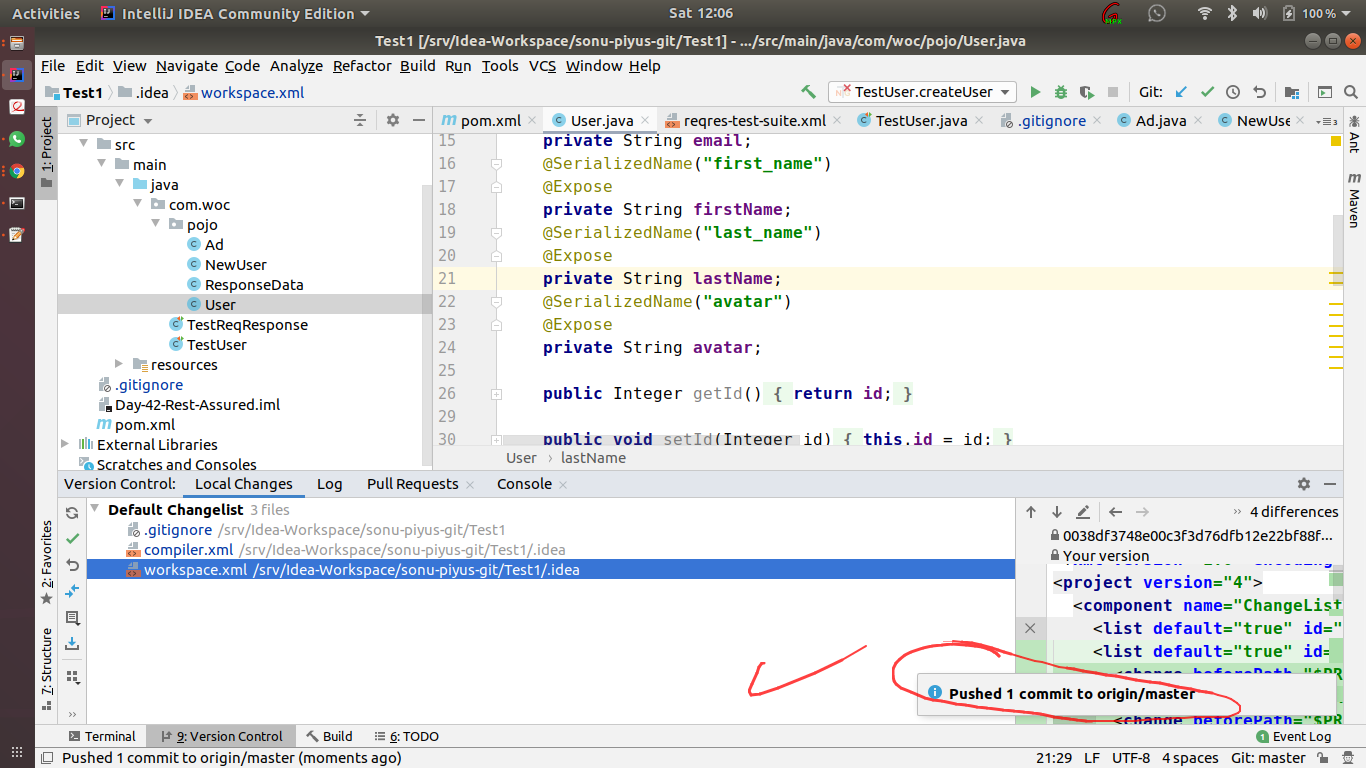 Activities IntelliJ IDEA Community Edition Sat 12:06 MPX 100 %
Test1 [/srv/Idea-Workspace/sonu-piyus-git/Test1] - .../src/main/java/com/woc/pojo/User.java
File Edit View Navigate Code Analyze Refactor Build Run Tools VCS Window Help
Test1 .idea workspace.xml TestUser.createUser Git:
1: Project
Project
src
main
java
com.woc
pojo
Ad
NewUser
ResponseData
User
TestReqResponse
TestUser
resources
.gitignore
Day-42-Rest-Assured.iml
pom.xml
External Libraries
Scratches and Consoles
pom.xml User.java reqres-test-suite.xml TestUser.java .gitignore Ad.java NewUse 3
15 private String email;
16 @SerializedName("first_name")
17 @Expose
18 private String firstName;
19 @SerializedName("last_name")
20 @Expose
21 private String lastName;
22 @SerializedName("avatar")
23 @Expose
24 private String avatar;
25
26 public Integer getId() { return id; }
29
30 public void setId(Integer id) { this.id = id; }
User › lastName
Ant
Maven
Version Control: Local Changes Log Pull Requests Console
2: Favorites
7: Structure
Default Changelist 3 files
.gitignore /srv/Idea-Workspace/sonu-piyus-git/Test1
compiler.xml /srv/Idea-Workspace/sonu-piyus-git/Test1/.idea
workspace.xml /srv/Idea-Workspace/sonu-piyus-git/Test1/.idea
4 differences
0038df3748e00c3f3d76dfb12e22bf88f...
Your version
<project version="4">
<component name="ChangeList
<list default="true" id="
<list default="true" id=
Pushed 1 commit to origin/master
<change beforePath="$PR
Terminal 9: Version Control Build 6: TODO 1 Event Log
Pushed 1 commit to origin/master (moments ago) 21:29 LF UTF-8 4 spaces Git: master